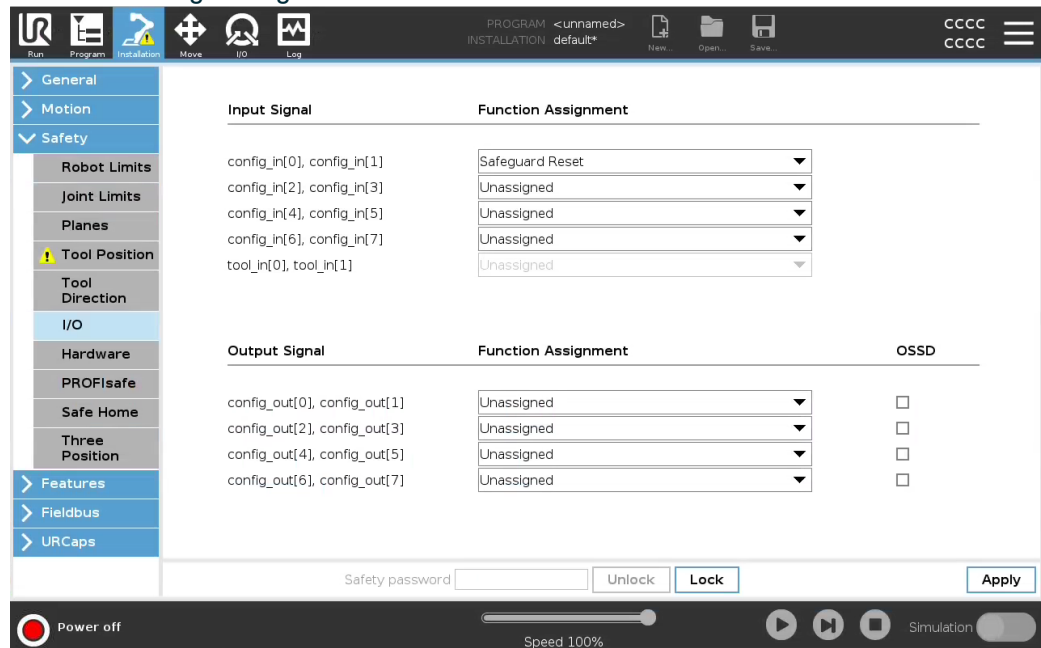 PROGRAM <unnamed>
INSTALLATION default*
CCCC
CCCC
UR
Run
Program
Installation
Move
I/O
Log
New...
Open...
Save...
General
Motion
Safety
Robot Limits
Joint Limits
Planes
Tool Position
Tool
Direction
I/O
Hardware
PROFIsafe
Safe Home
Three
Position
Features
Fieldbus
URCaps
Input Signal Function Assignment
config_in[0], config_in[1] Safeguard Reset
config_in[2], config_in[3] Unassigned
config_in[4], config_in[5] Unassigned
config_in[6], config_in[7] Unassigned
tool_in[0], tool_in[1] Unassigned
Output Signal Function Assignment OSSD
config_out[0], config_out[1] Unassigned
config_out[2], config_out[3] Unassigned
config_out[4], config_out[5] Unassigned
config_out[6], config_out[7] Unassigned
Safety password Unlock Lock Apply
Power off
Speed 100%
Simulation